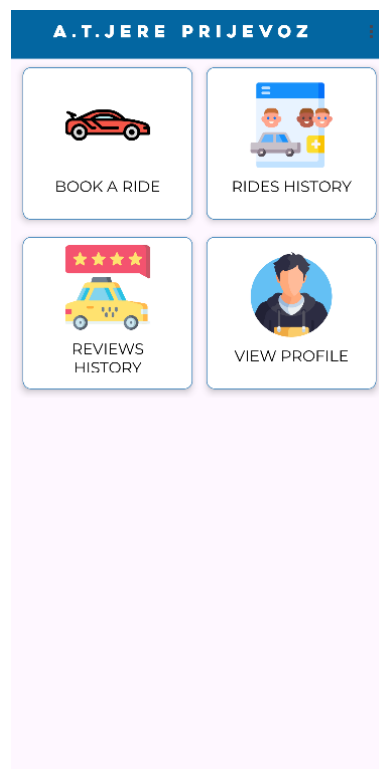 A.T.JERE PRIJEVOZ
BOOK A RIDE
RIDES HISTORY
REVIEWS
HISTORY
VIEW PROFILE